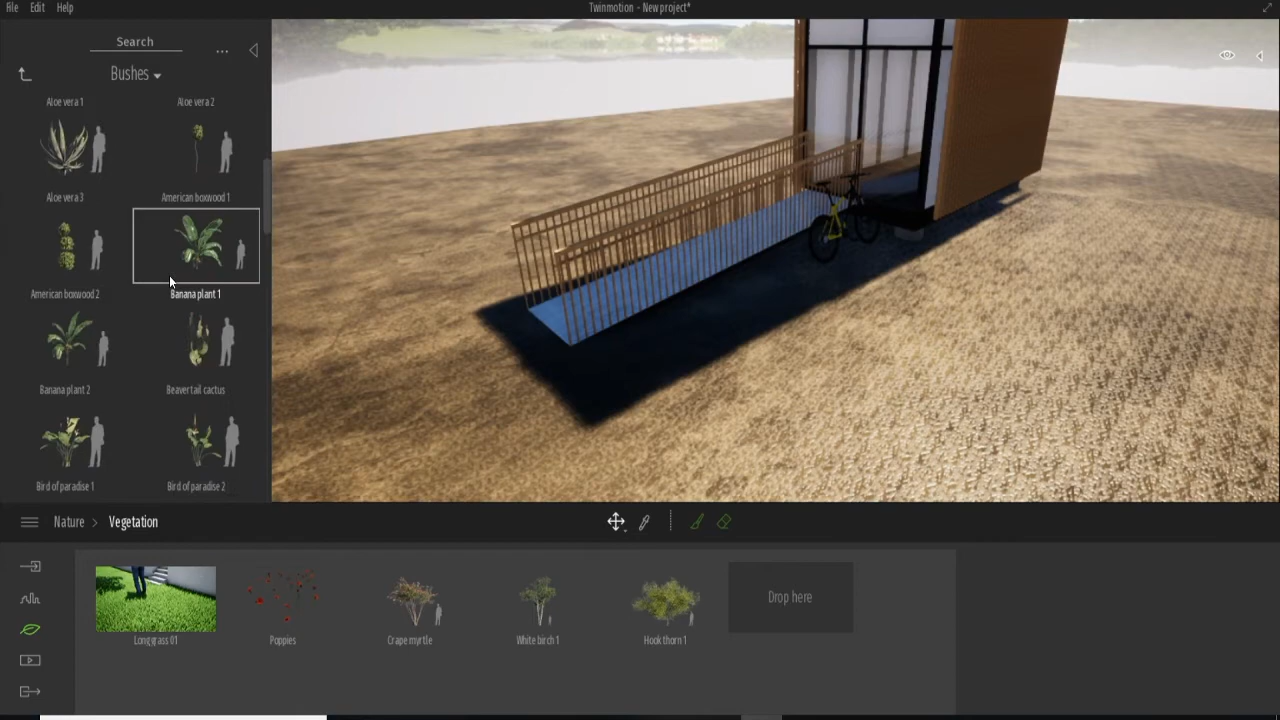 File Edit Help
Twinmotion - New project*
Search
...
Bushes
Aloe vera 1
Aloe vera 2
Aloe vera 3
American boxwood 1
American boxwood 2
Banana plant 1
Banana plant 2
Beavertail cactus
Bird of paradise 1
Bird of paradise 2
Nature > Vegetation
Longgrass 01
Poppies
Crape myrtle
White birch 1
Hook thorn 1
Drop here